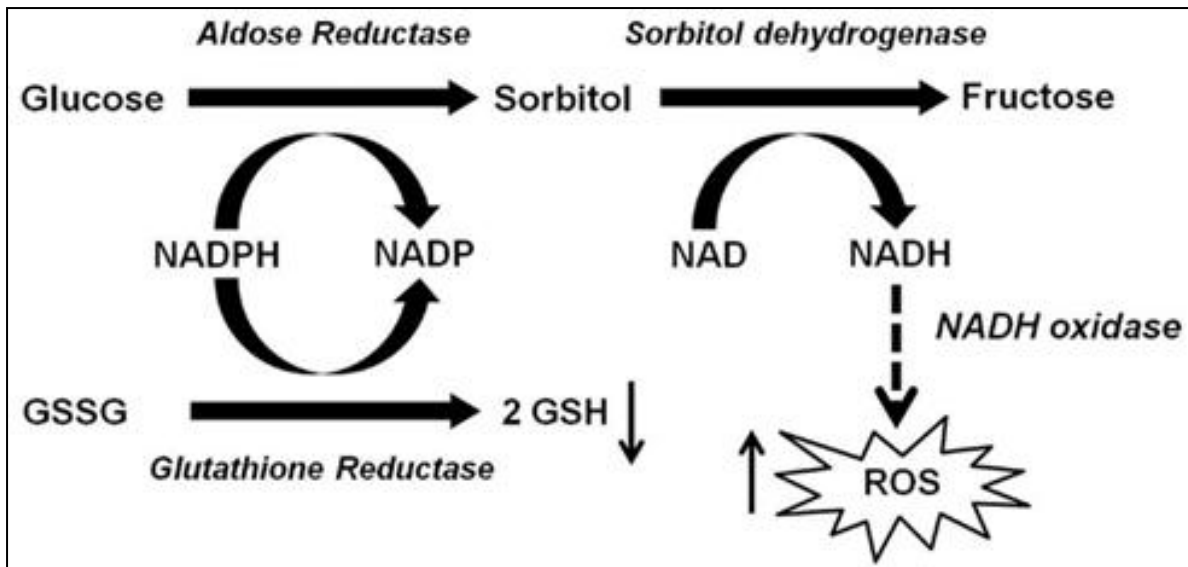 Aldose Reductase Sorbitol dehydrogenase
Glucose Sorbitol Fructose
NADPH NADP NAD NADH
NADH oxidase
GSSG 2 GSH
Glutathione Reductase ROS